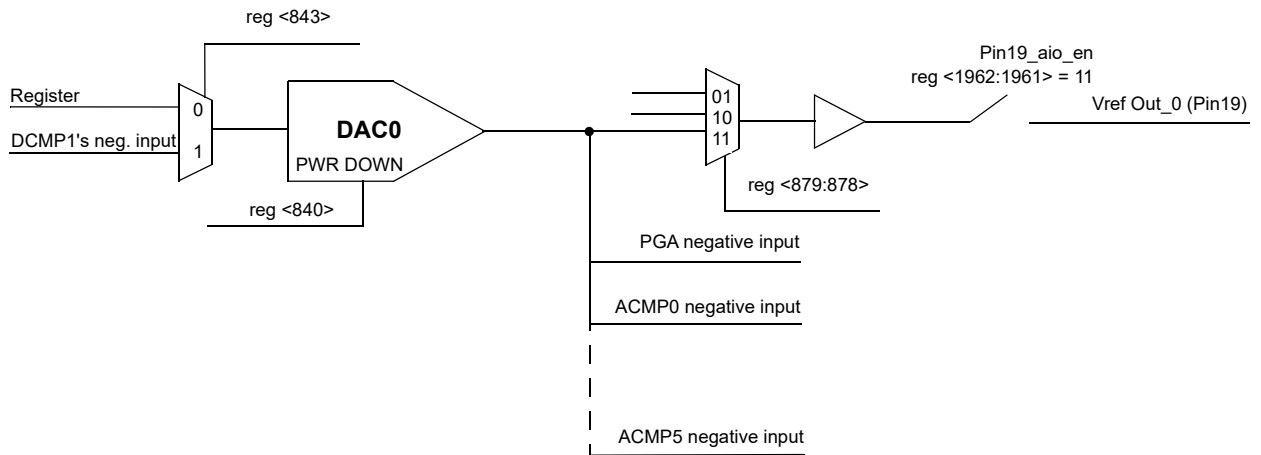 reg <843>
Register
0
DCMP1's neg. input
1
DAC0
PWR DOWN
reg <840>
01
10
11
reg <879:878>
Pin19_aio_en
reg <1962:1961> = 11
Vref Out_0 (Pin19)
PGA negative input
ACMP0 negative input
ACMP5 negative input